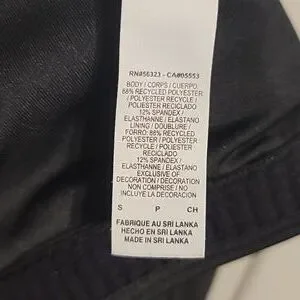 RN#56323 - CA#05553
BODY / CORPS / CUERPO:
88% RECYCLED POLYESTER
/ POLYESTER RECYCLE /
POLIESTER RECICLADO
12% SPANDEX /
ELASTHANNE / ELASTANO
LINING / DOUBLURE /
FORRO: 88% RECYCLED
POLYESTER / POLYESTER
RECYCLE / POLIESTER
RECICLADO
12% SPANDEX /
ELASTHANNE / ELASTANO
EXCLUSIVE OF
DECORATION / DECORATION
NON COMPRISE / NO
INCLUYE LA DECORACION
S P CH
FABRIQUE AU SRI LANKA
HECHO EN SRI LANKA
MADE IN SRI LANKA